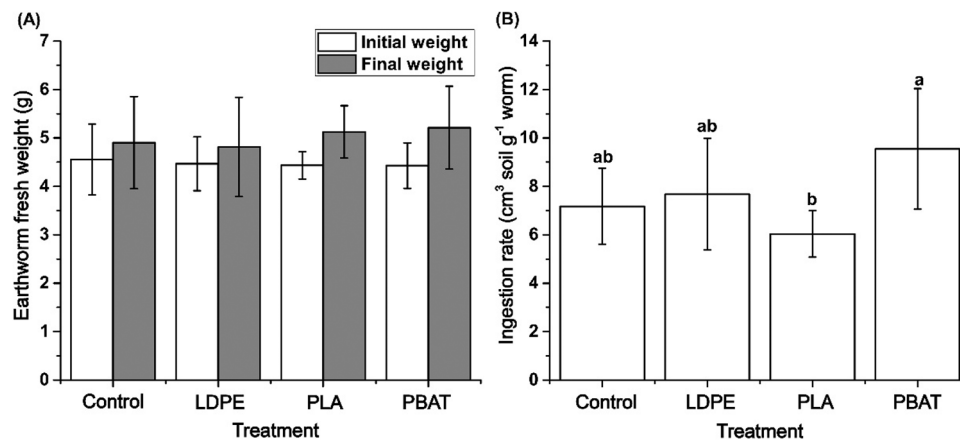 (A)
7
6
5
4
3
2
1
0
Earthworm fresh weight (g)
Initial weight
Final weight
Control LDPE PLA PBAT
Treatment
(B)
14
12
10
8
6
4
2
0
Ingestion rate (cm³ soil g⁻¹ worm)
ab ab b a
Control LDPE PLA PBAT
Treatment